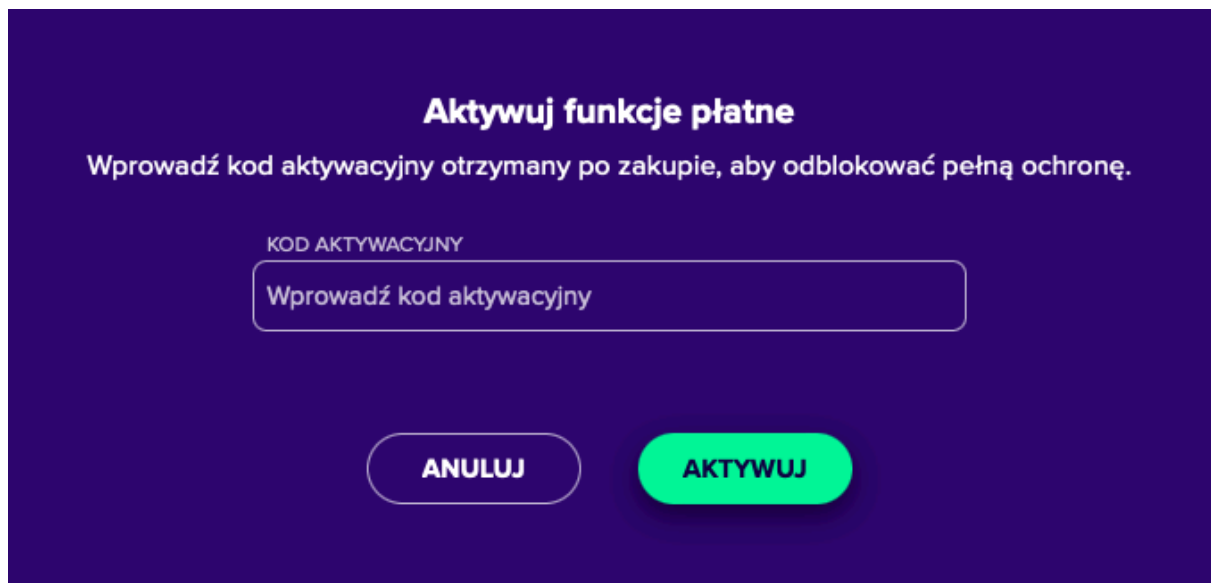 Aktywuj funkcje płatne
Wprowadź kod aktywacyjny otrzymany po zakupie, aby odblokować pełną ochronę.
KOD AKTYWACYJNY
Wprowadź kod aktywacyjny
ANULUJ AKTYWUJ